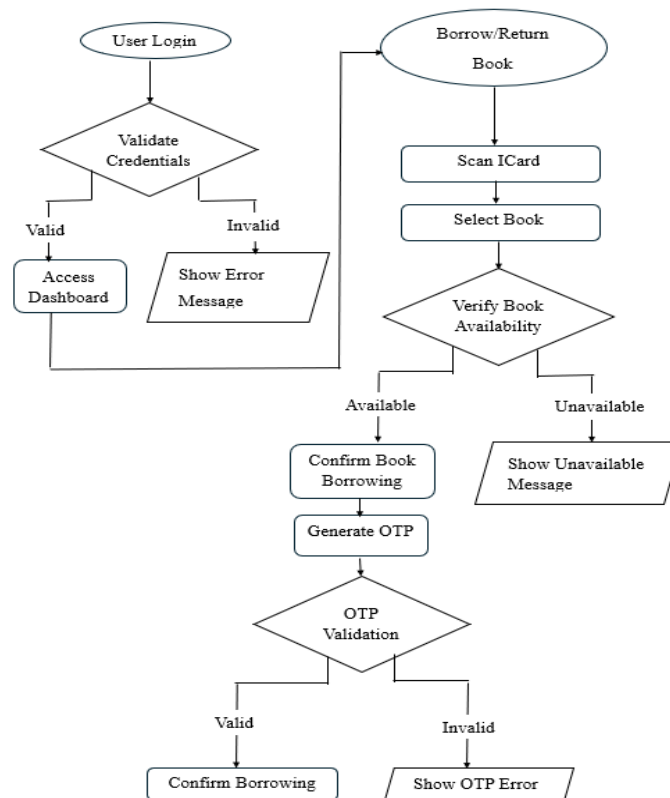 User Login
Validate
Credentials
Valid
Invalid
Access
Dashboard
Show Error
Message
Borrow/Return
Book
Scan ICard
Select Book
Verify Book
Availability
Available
Unavailable
Confirm Book
Borrowing
Show Unavailable
Message
Generate OTP
OTP
Validation
Valid
Invalid
Confirm Borrowing
Show OTP Error